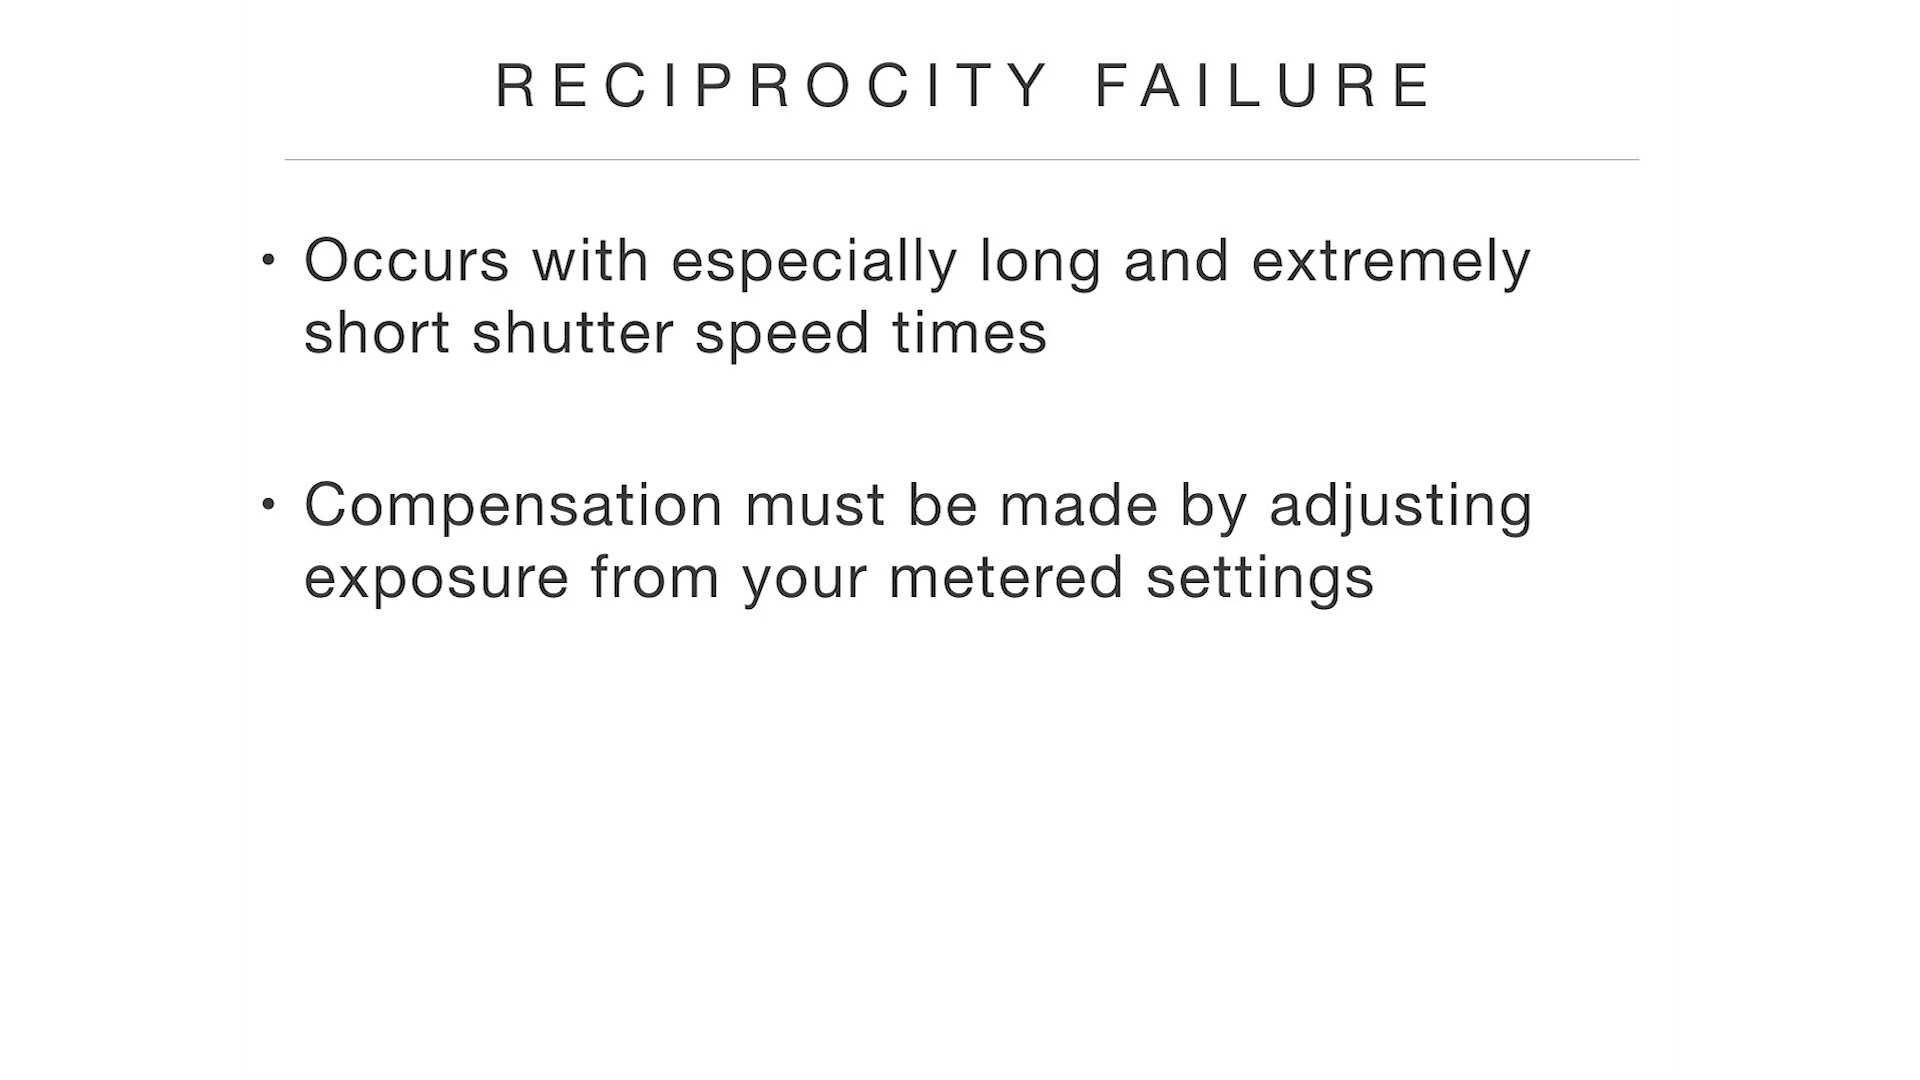 RECIPROCITY FAILURE
• Occurs with especially long and extremely
short shutter speed times
• Compensation must be made by adjusting
exposure from your metered settings